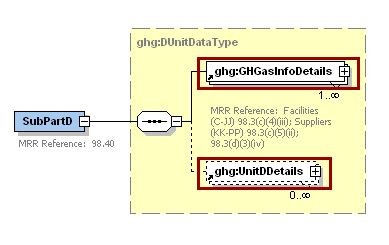 ghg:DUnitDataType
ghg:GHGasInfoDetails
1..∞
MRR Reference: Facilities
(C-JJ) 98.3(c)(4)(iii); Suppliers
(KK-PP) 98.3(c)(5)(ii);
98.3(d)(3)(iv)
SubPartD
MRR Reference: 98.40
ghg:UnitDDetails
0..∞